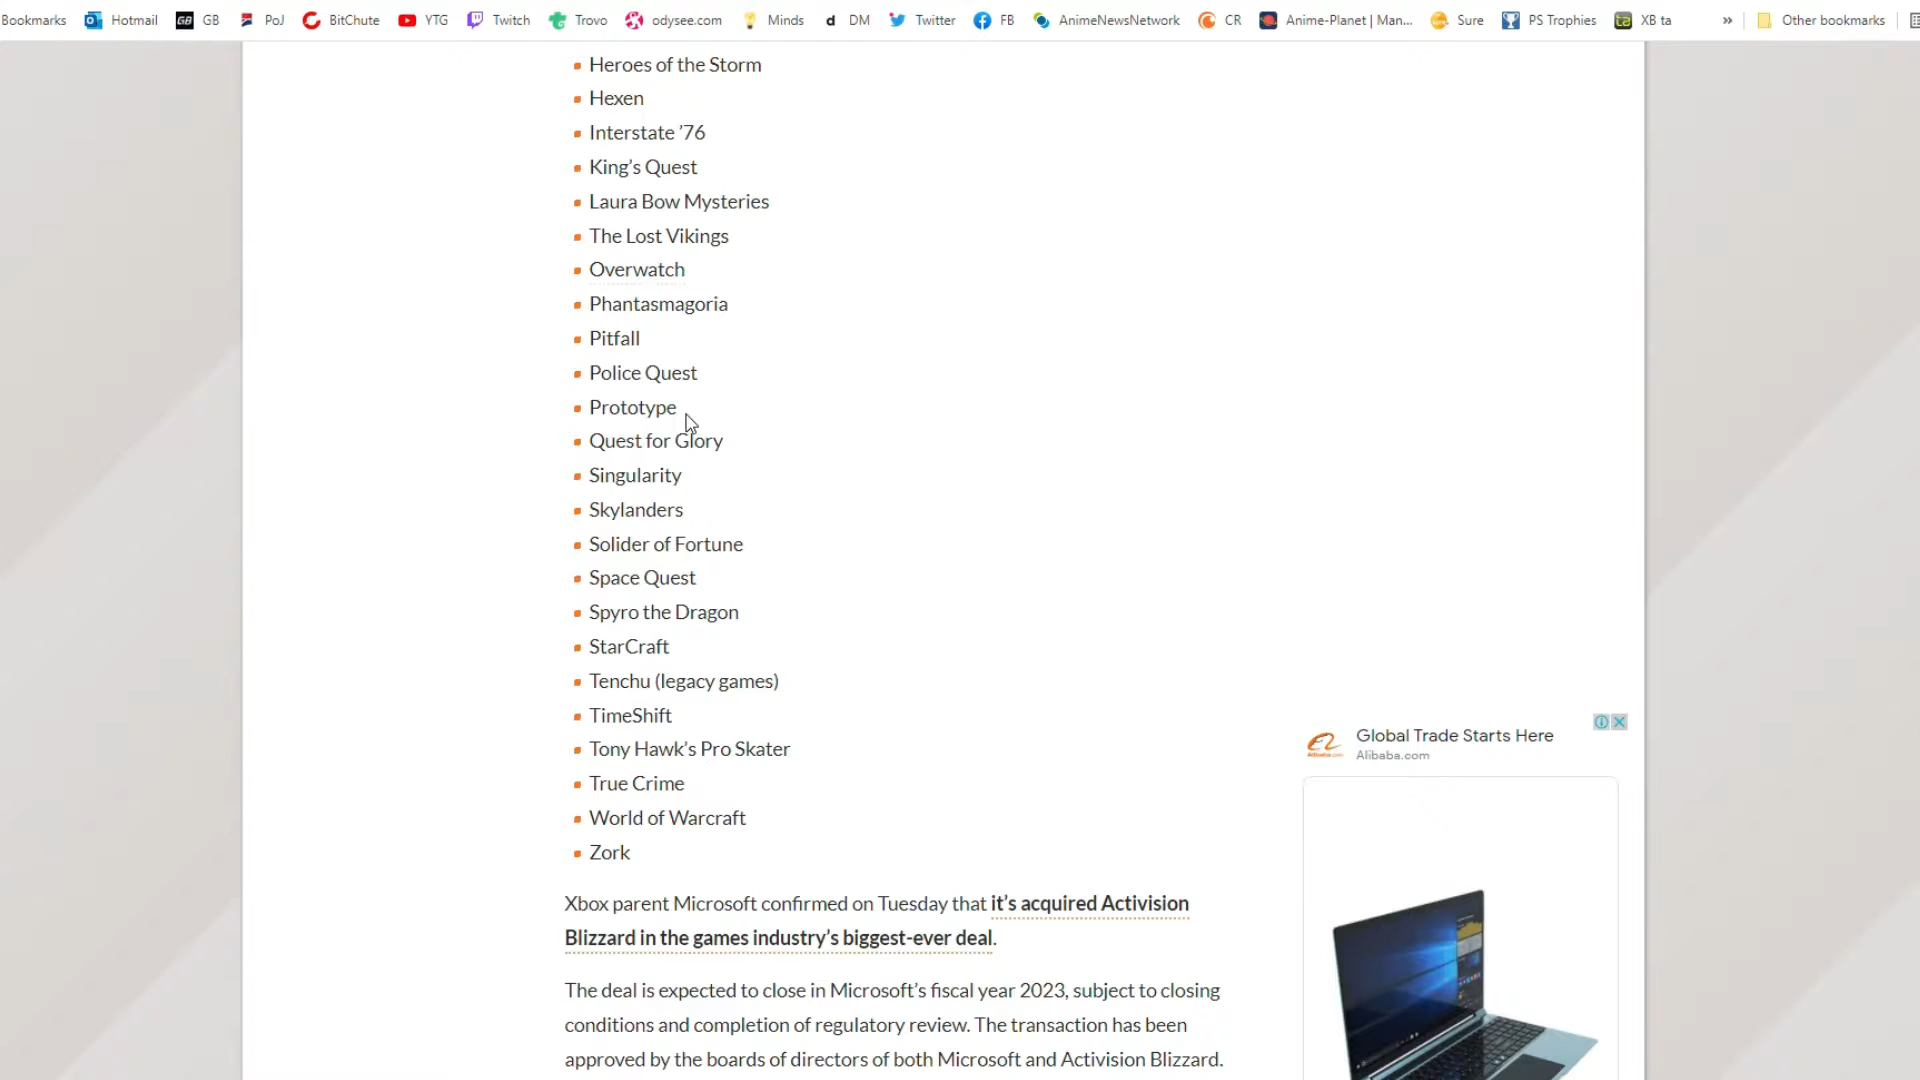 Bookmarks Hotmail GB GB PoJ BitChute YTG Twitch Trovo odysee.com Minds d DM Twitter FB AnimeNewsNetwork CR Anime-Planet | Man... Sure PS Trophies ta XB ta » Other bookmarks
Heroes of the Storm
Hexen
Interstate ’76
King’s Quest
Laura Bow Mysteries
The Lost Vikings
Overwatch
Phantasmagoria
Pitfall
Police Quest
Prototype
Quest for Glory
Singularity
Skylanders
Solider of Fortune
Space Quest
Spyro the Dragon
StarCraft
Tenchu (legacy games)
TimeShift
Tony Hawk’s Pro Skater
True Crime
World of Warcraft
Zork
Xbox parent Microsoft confirmed on Tuesday that it’s acquired Activision
Blizzard in the games industry’s biggest-ever deal.
The deal is expected to close in Microsoft’s fiscal year 2023, subject to closing
conditions and completion of regulatory review. The transaction has been
approved by the boards of directors of both Microsoft and Activision Blizzard.
Global Trade Starts Here
Alibaba.com